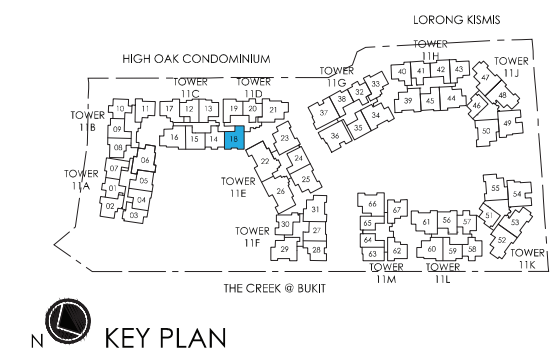 LORONG KISMIS
HIGH OAK CONDOMINIUM
TOWER
11H
TOWER
11J
TOWER
11G
TOWER
11C
TOWER
11D
40 41 42 43
47
48
39 45 44
46
49
50
33
32
38
37
34
35
36
10 11
17 12 13
19 20 21
TOWER
11B
09
08
16 15 14 18
23
24
25
22
26
TOWER
11A
07
06
05
01
04
02
03
TOWER
11E
TOWER
11F
31
30
27
29
28
66
67
65
64
63
62
TOWER
11M
61 56 57
60 59 58
TOWER
11L
55
54
51
53
52
TOWER
11K
THE CREEK @ BUKIT
N
KEY PLAN